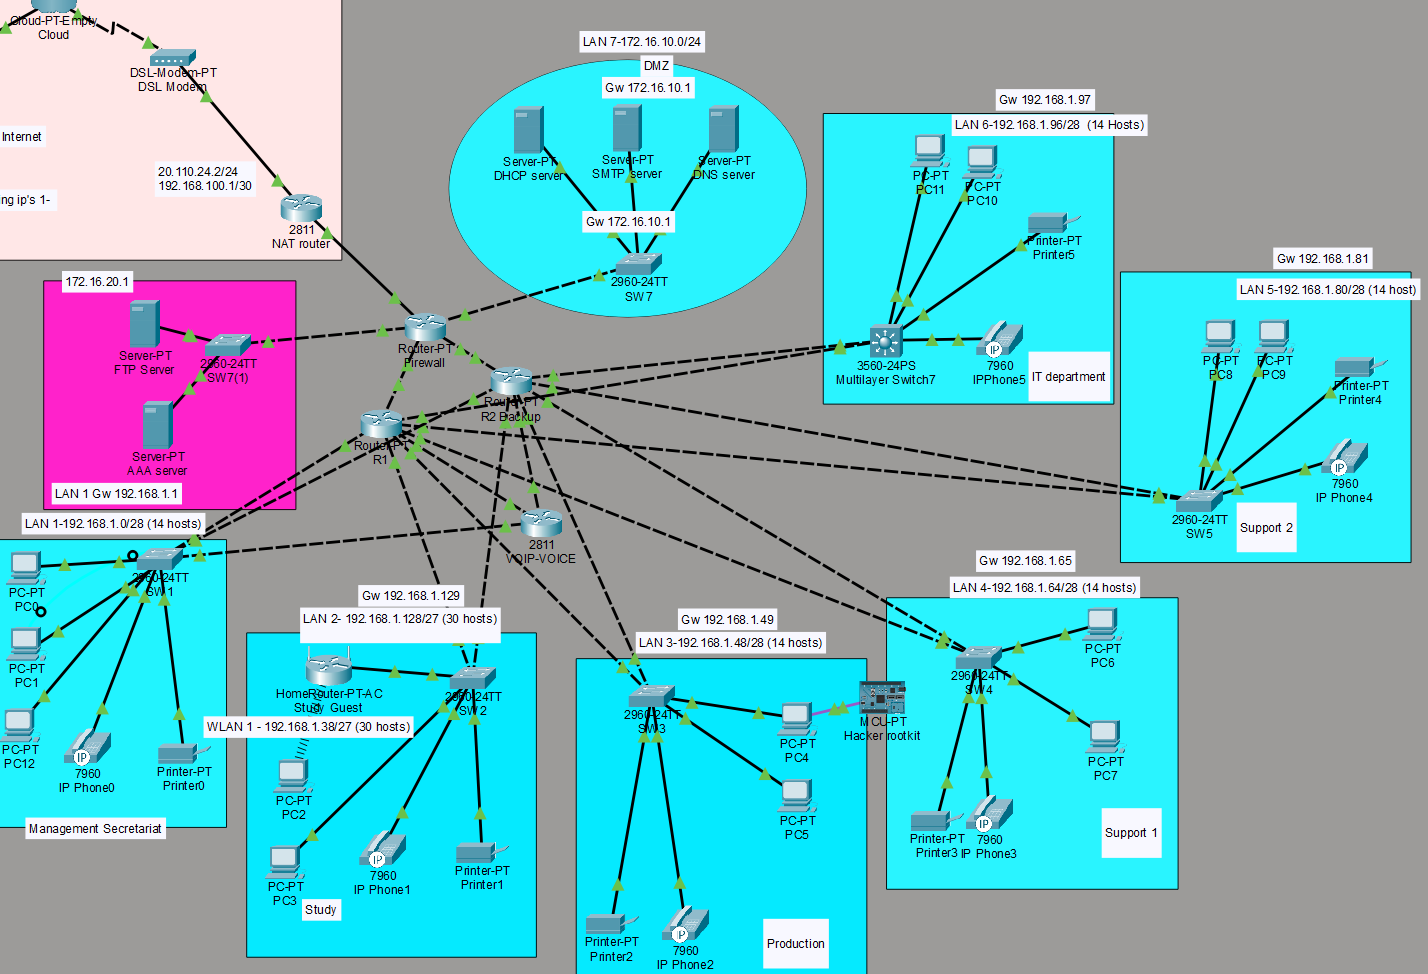 Cloud-PT-Empty
Cloud
DSL-Modem-PT
DSL Modem
Internet
ng ip's 1-
20.110.24.2/24
192.168.100.1/30
2811
NAT router
LAN 7-172.16.10.0/24
DMZ
Gw 172.16.10.1
Server-PT
DHCP server
Server-PT
SMTP server
Server-PT
DNS server
Gw 172.16.10.1
2960-24TT
SW7
Gw 192.168.1.97
LAN 6-192.168.1.96/28 (14 Hosts)
PC-PT
PC11
PC-PT
PC10
Printer-PT
Printer5
3560-24PS
Multilayer Switch7
IP
7960
IPPhone5
IT department
Gw 192.168.1.81
LAN 5-192.168.1.80/28 (14 host)
PC-PT
PC8
PC-PT
PC9
Printer-PT
Printer4
IP
7960
IP Phone4
2960-24TT
SW5
Support 2
172.16.20.1
Server-PT
FTP Server
2960-24TT
SW7(1)
Server-PT
AAA server
LAN 1 Gw 192.168.1.1
Router-PT
Firewall
Router-PT
R2 Backup
Router-PT
R1
2811
VOIP-VOICE
LAN 1-192.168.1.0/28 (14 hosts)
2960-24TT
SW1
PC-PT
PC0
PC-PT
PC1
PC-PT
PC12
IP
7960
IP Phone0
Printer-PT
Printer0
Management Secretariat
Gw 192.168.1.129
LAN 2- 192.168.1.128/27 (30 hosts)
HomeRouter-PT-AC
Study Guest
2960-24TT
SW2
WLAN 1 - 192.168.1.38/27 (30 hosts)
PC-PT
PC2
PC-PT
PC3
IP
7960
IP Phone1
Printer-PT
Printer1
Study
Gw 192.168.1.49
LAN 3-192.168.1.48/28 (14 hosts)
2960-24TT
SW3
PC-PT
PC4
MCU-PT
Hacker rootkit
PC-PT
PC5
Printer-PT
Printer2
IP
7960
IP Phone2
Production
Gw 192.168.1.65
LAN 4-192.168.1.64/28 (14 hosts)
2960-24TT
SW4
PC-PT
PC6
PC-PT
PC7
Printer-PT
Printer3
IP
7960
IP Phone3
Support 1